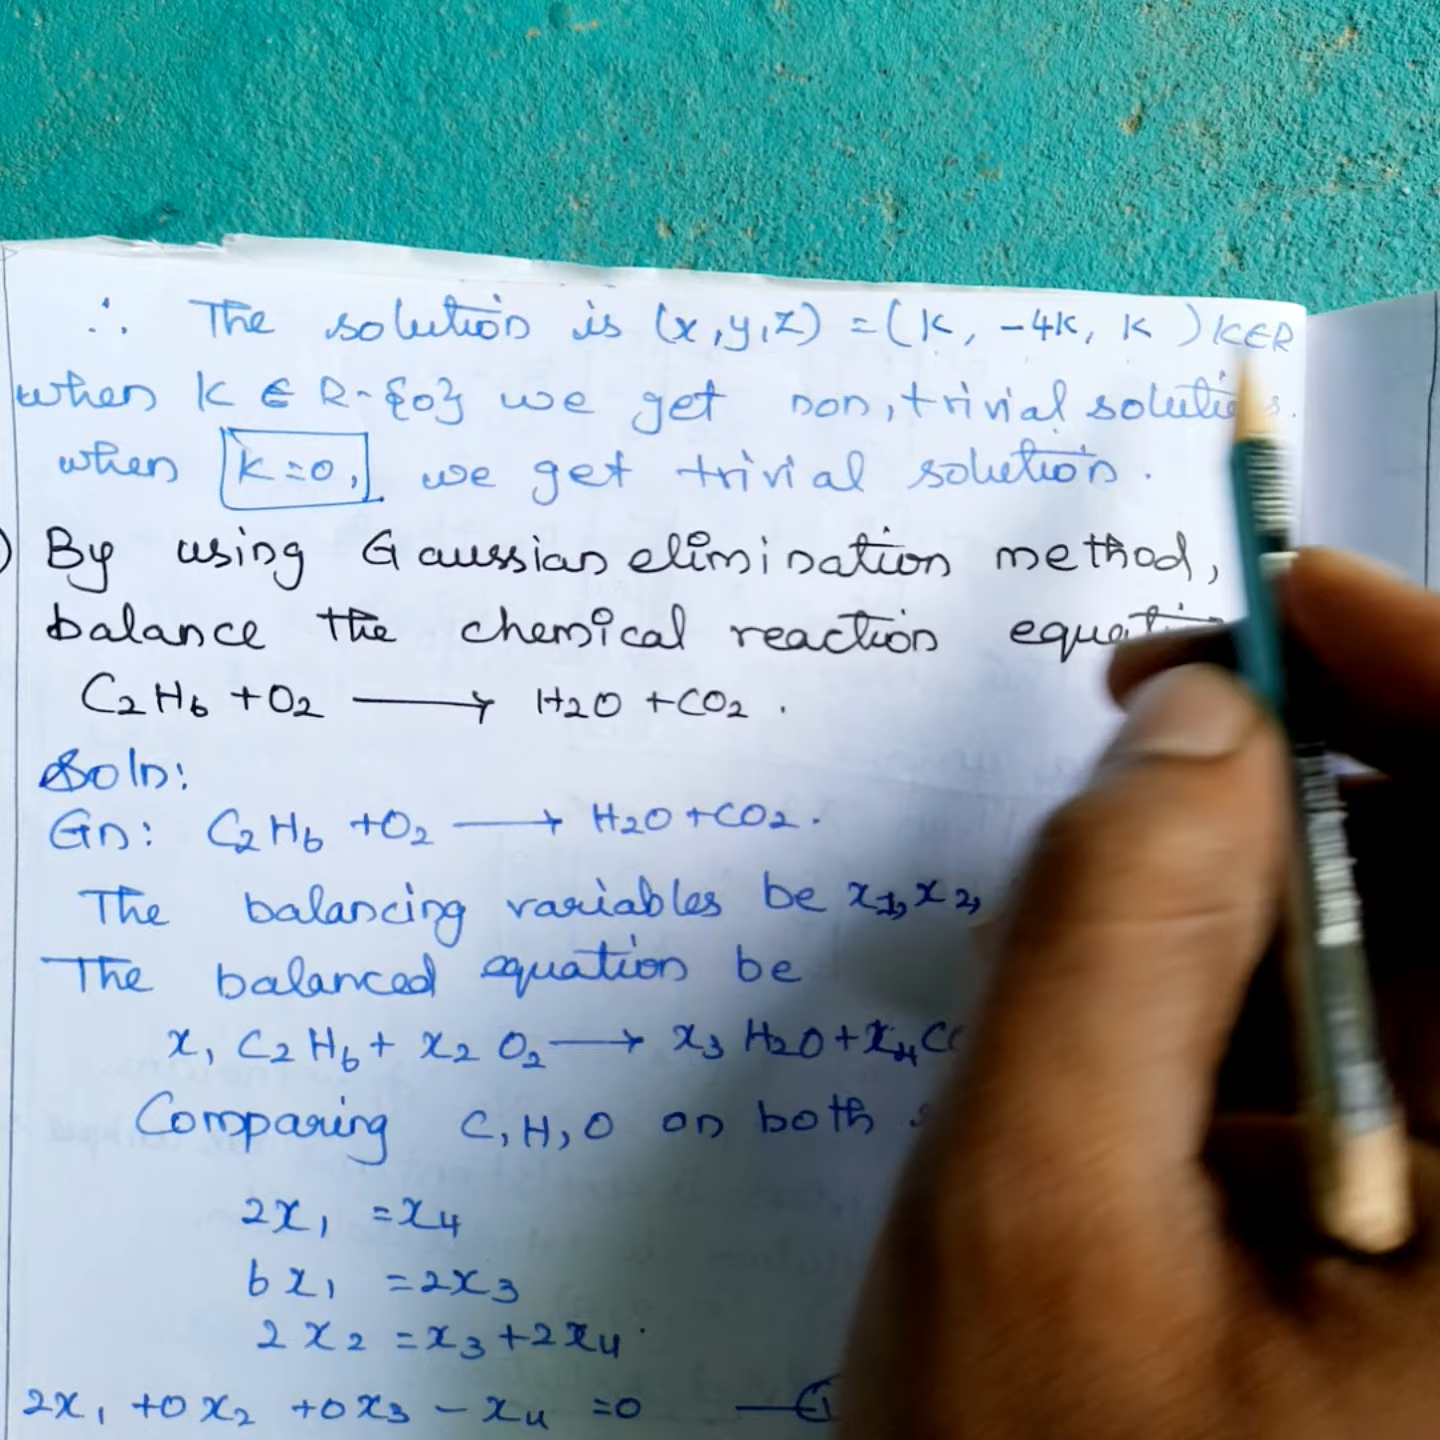 ∴ The solution is (x,y,z) = (K, -4K, K) K∈R
when K ∈ R-{0} we get non,trivial
when K=0, we get trivial solution.
By using Gaussian elimination method,
balance the chemical reaction
C2H6 + O2 ⟶ H2O + CO2.
Soln:
Gn: C2H6 + O2 ⟶ H2O + CO2.
The balancing variables be x1, x2,
The balanced equation be
x1 C2H6 + x2 O2 ⟶ x3 H2O + x4
Comparing C, H, O on both
2x1 = x4
6x1 = 2x3
2x2 = x3 + 2x4.
2x1 + 0x2 + 0x3 - x4 = 0 — 1